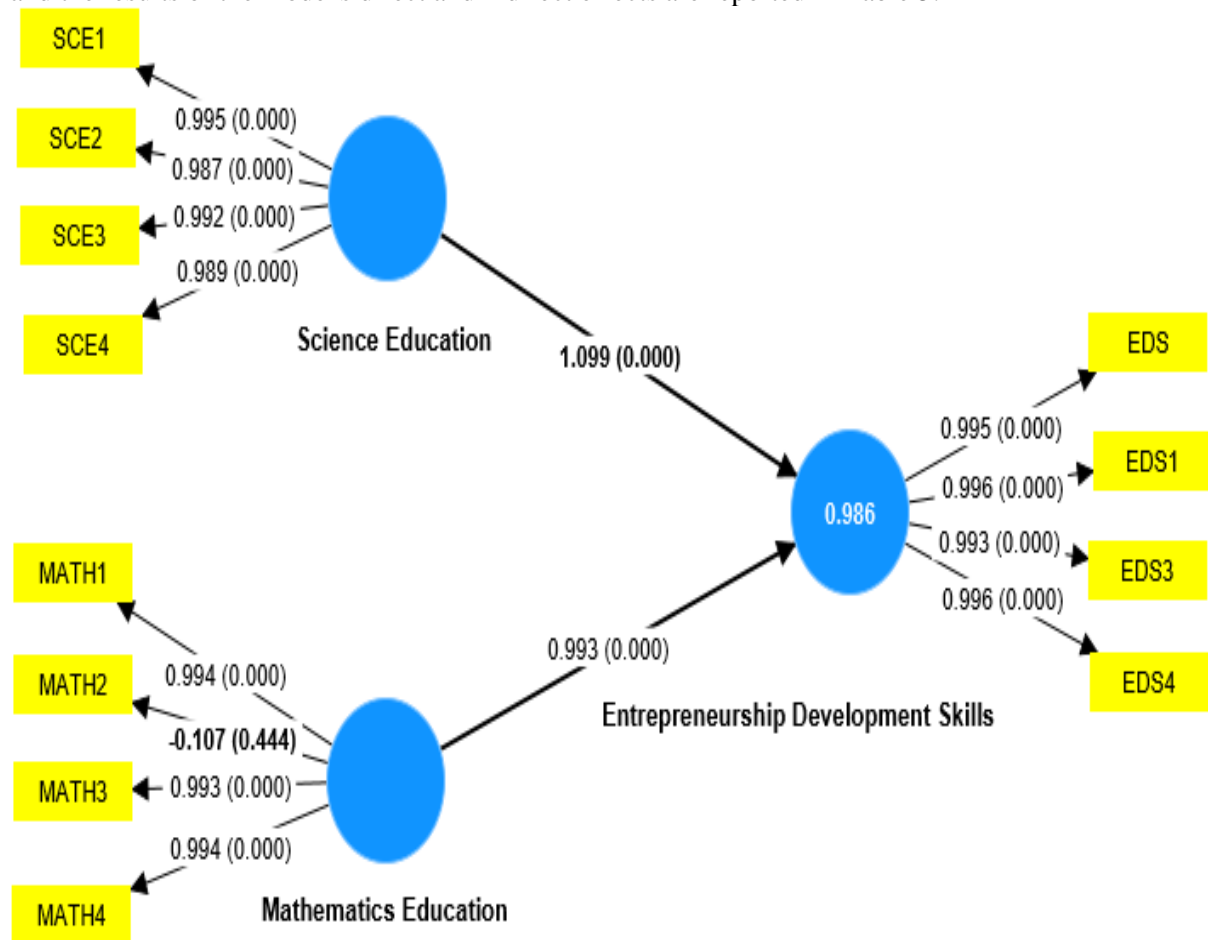 SCE1
0.995 (0.000)
SCE2
0.987 (0.000)
SCE3
0.992 (0.000)
0.989 (0.000)
SCE4
Science Education
1.099 (0.000)
EDS
0.995 (0.000)
EDS1
0.996 (0.000)
0.986
0.993 (0.000)
EDS3
0.996 (0.000)
EDS4
Entrepreneurship Development Skills
MATH1
0.993 (0.000)
0.994 (0.000)
MATH2
-0.107 (0.444)
MATH3
0.993 (0.000)
0.994 (0.000)
MATH4
Mathematics Education